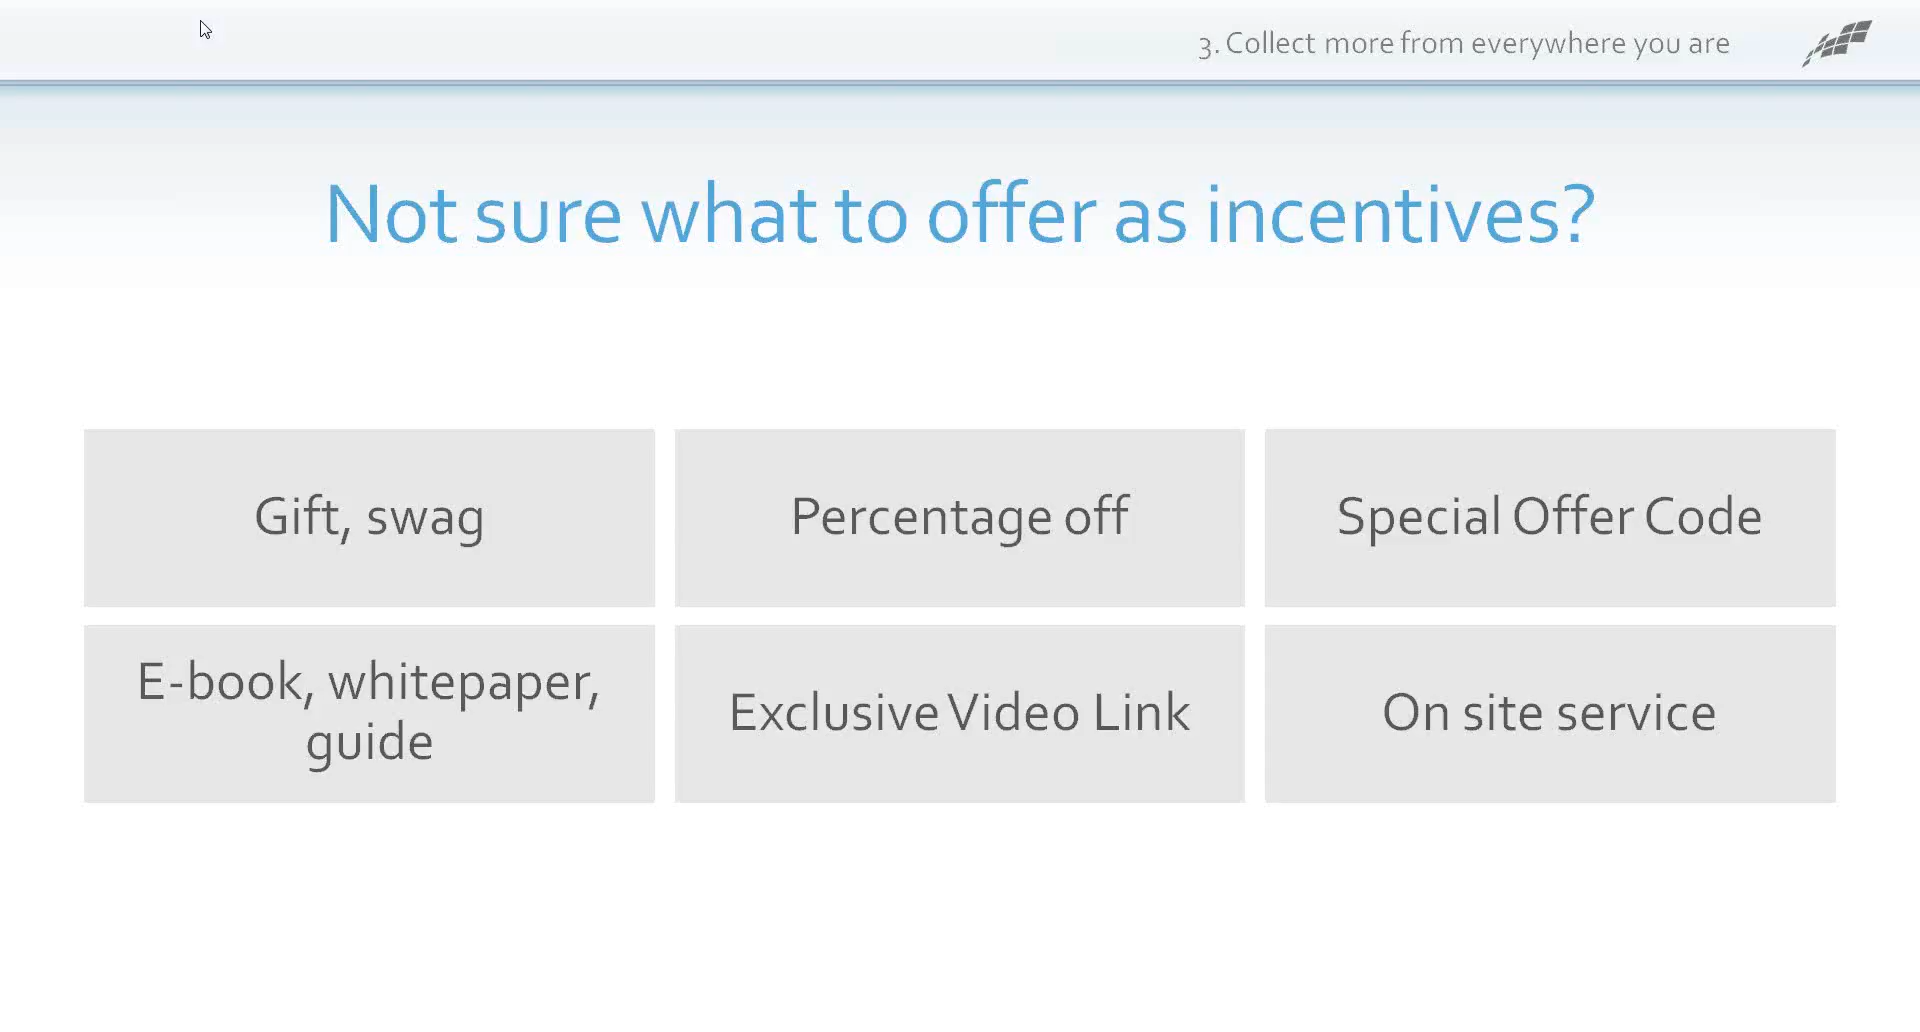 3. Collect more from everywhere you are
Not sure what to offer as incentives?
Gift, swag
Percentage off
Special Offer Code
E-book, whitepaper,
guide
Exclusive Video Link
On site service